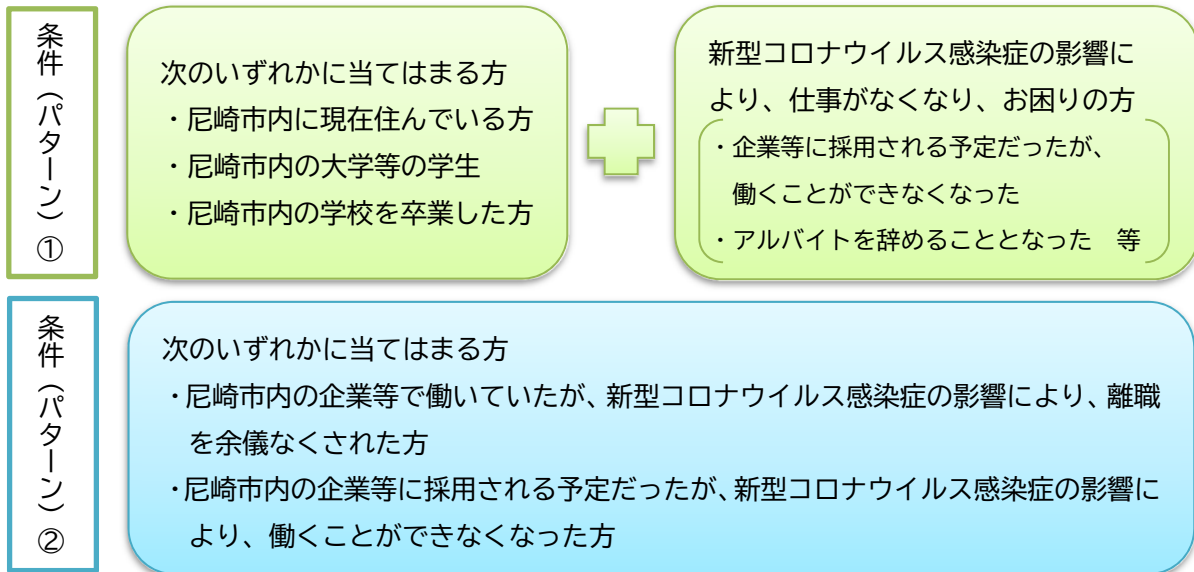 条件(パターン)①
次のいずれかに当てはまる方
・尼崎市内に現在住んでいる方
・尼崎市内の大学等の学生
・尼崎市内の学校を卒業した方
新型コロナウイルス感染症の影響に
より、仕事がなくなり、お困りの方
・企業等に採用される予定だったが、
働くことができなくなった
・アルバイトを辞めることとなった　等
条件(パターン)②
次のいずれかに当てはまる方
・尼崎市内の企業等で働いていたが、新型コロナウイルス感染症の影響により、離職
を余儀なくされた方
・尼崎市内の企業等に採用される予定だったが、新型コロナウイルス感染症の影響に
より、働くことができなくなった方